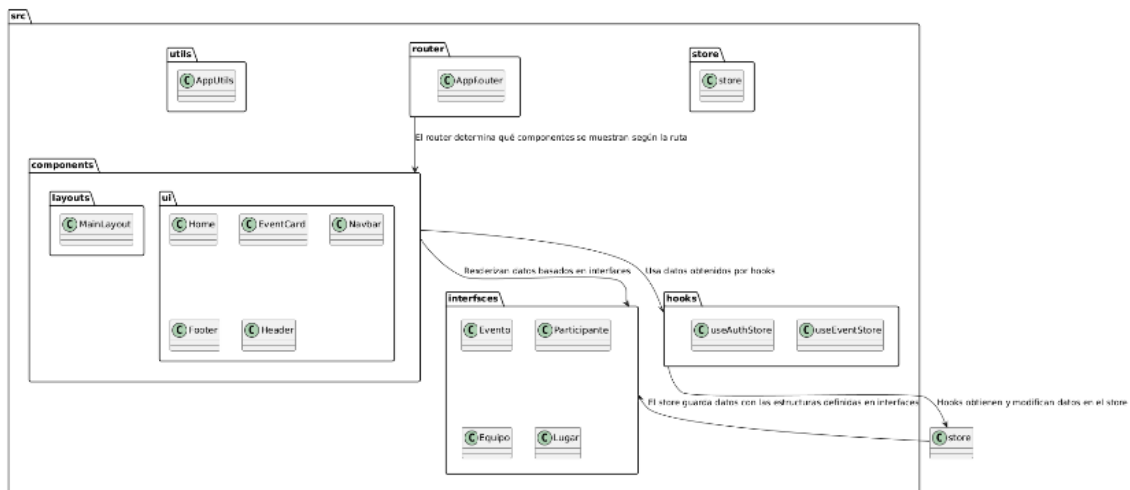 src
utils
router
store
C AppUtils
C AppRouter
C store
El router determina qué componentes se muestran según la ruta
components
layouts
ui
C MainLayout
C Home
C EventCard
C Navbar
Renderizan datos basados en interfaces
Usa datos obtenidos por hooks
interfaces
hooks
C Footer
C Header
C Evento
C Participante
C useAuthStore
C useEventStore
El store guarda datos con las estructuras definidas en interfaces
Hooks obtienen y modifican datos en el store
C Equipo
C Lugar
C store